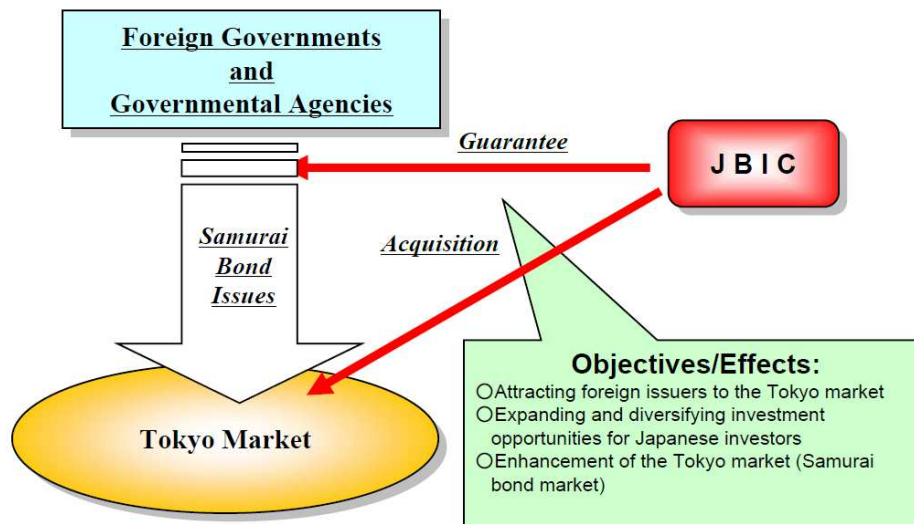 Foreign Governments
and
Governmental Agencies
Guarantee
J B I C
Samurai
Bond
Issues
Acquisition
Objectives/Effects:
○Attracting foreign issuers to the Tokyo market
○Expanding and diversifying investment
opportunities for Japanese investors
○Enhancement of the Tokyo market (Samurai
bond market)
Tokyo Market